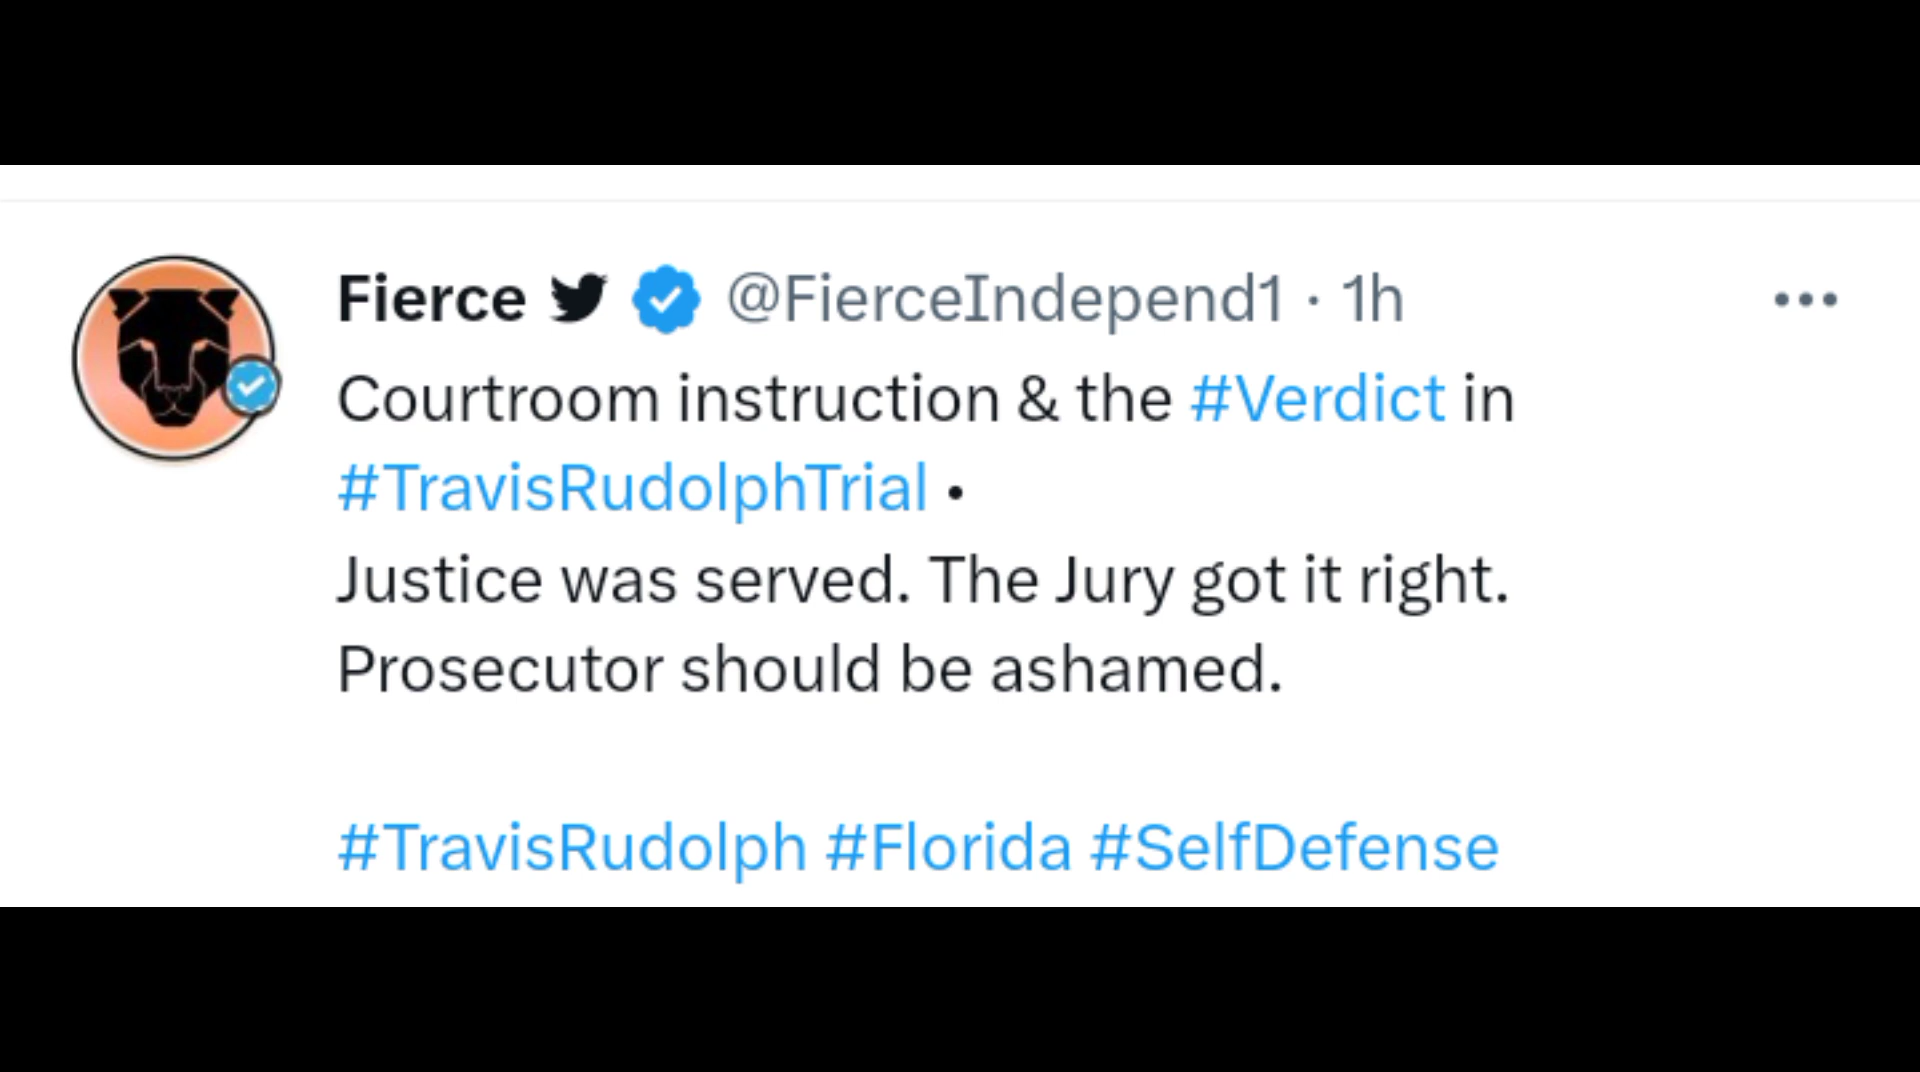 Fierce @FierceIndepend1 · 1h
Courtroom instruction & the #Verdict in
#TravisRudolphTrial •
Justice was served. The Jury got it right.
Prosecutor should be ashamed.
#TravisRudolph #Florida #SelfDefense